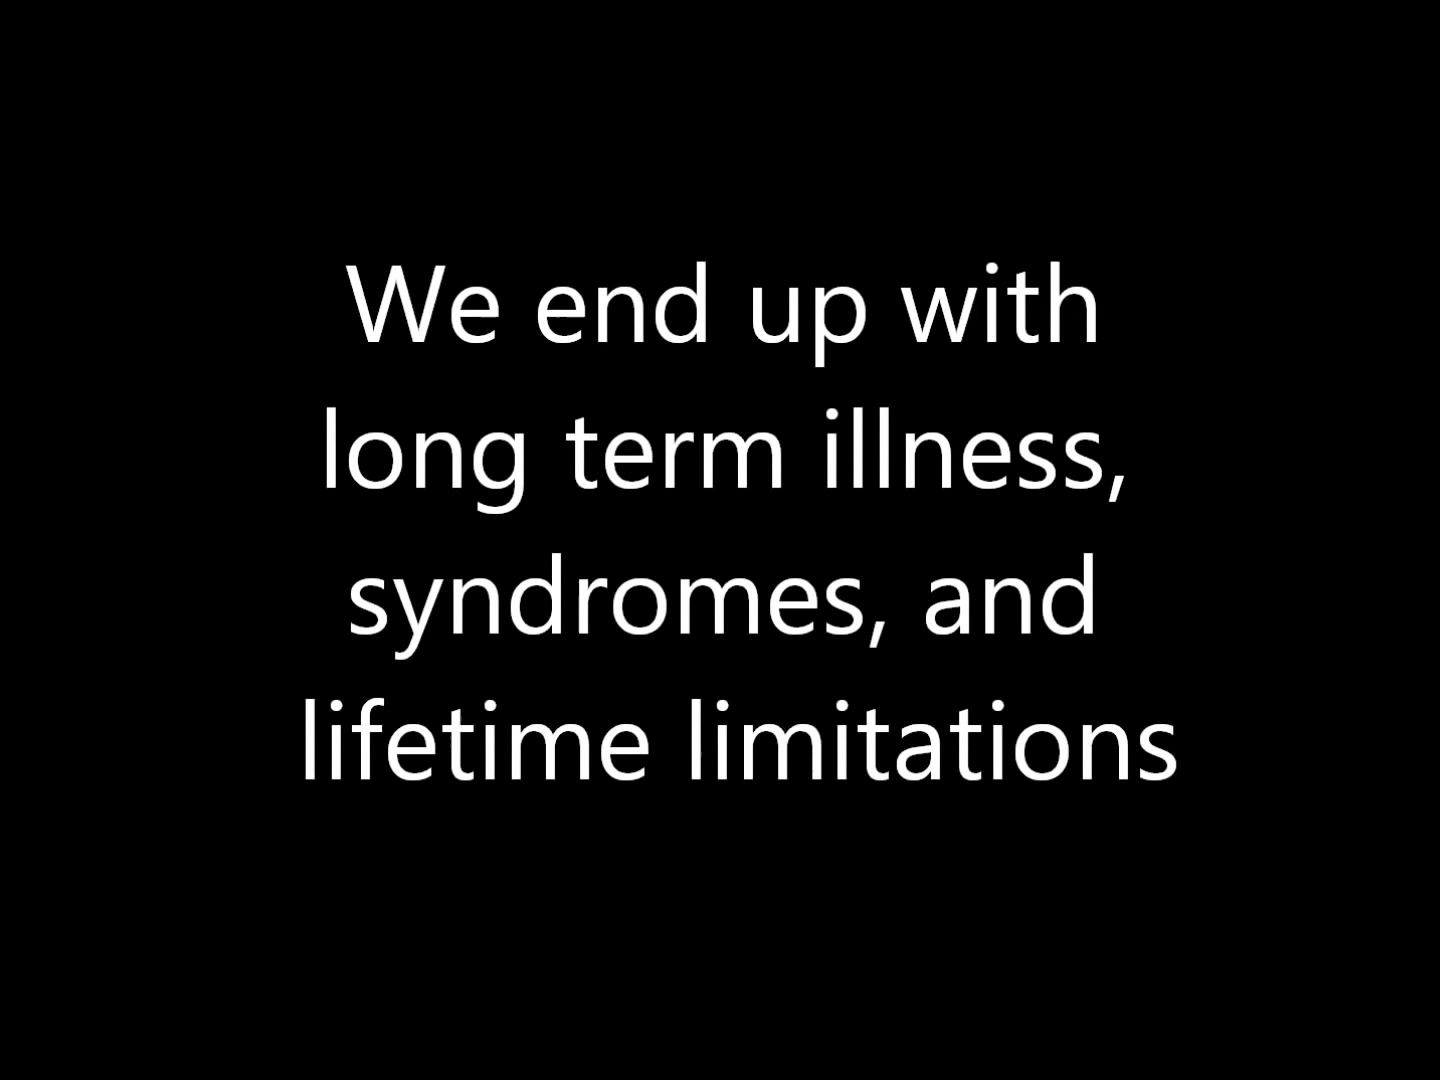 We end up with
long term illness,
syndromes, and
lifetime limitations